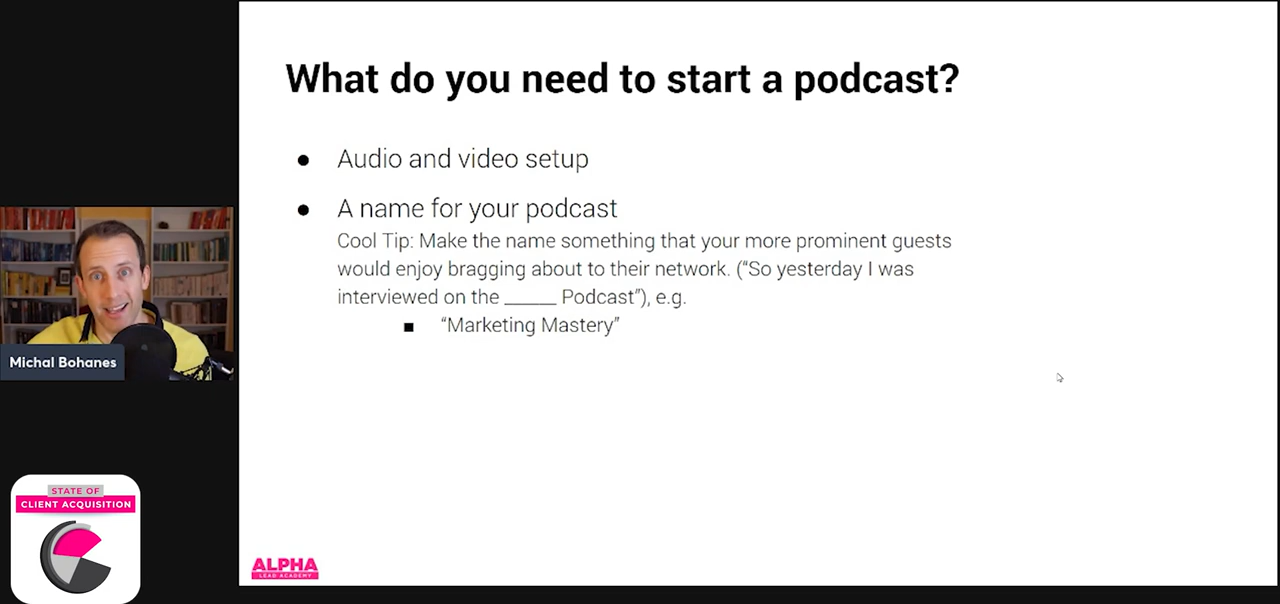 What do you need to start a podcast?
● Audio and video setup
● A name for your podcast
Cool Tip: Make the name something that your more prominent guests
would enjoy bragging about to their network. (“So yesterday I was
interviewed on the ______ Podcast”), e.g.
■ “Marketing Mastery”
Michal Bohanes
STATE OF
CLIENT ACQUISITION
ALPHA
LEAD ACADEMY